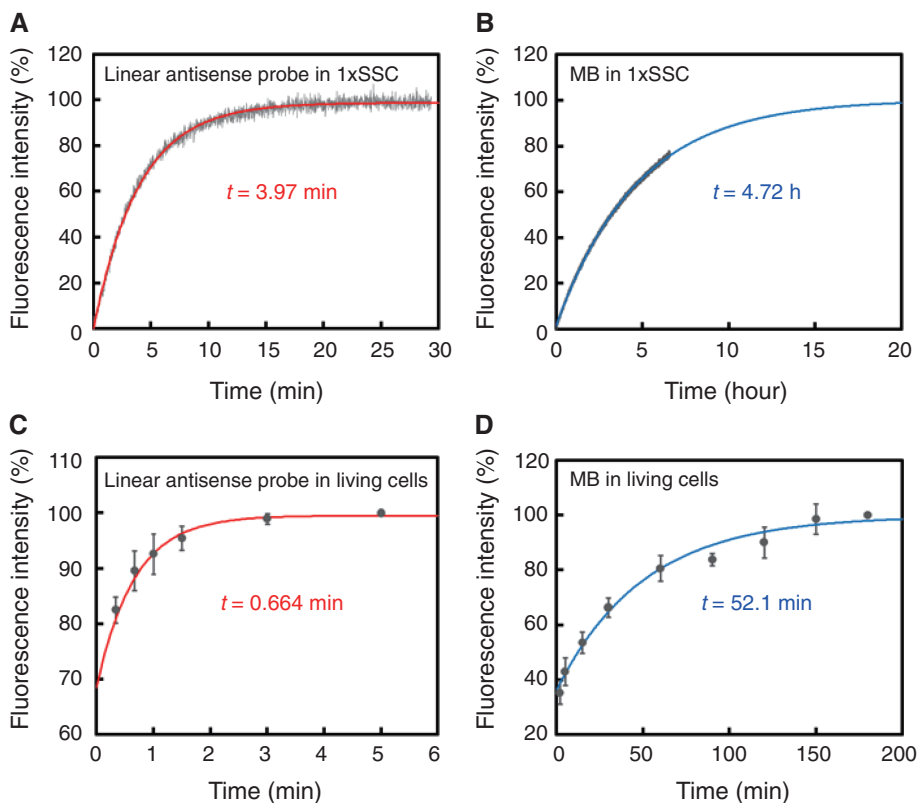 A
Fluorescence intensity (%)
120
100
80
60
40
20
0
Linear antisense probe in 1xSSC
t = 3.97 min
0 5 10 15 20 25 30
Time (min)
B
Fluorescence intensity (%)
120
100
80
60
40
20
0
MB in 1xSSC
t = 4.72 h
0 5 10 15 20
Time (hour)
C
Fluorescence intensity (%)
110
100
90
80
70
60
Linear antisense probe in living cells
t = 0.664 min
0 1 2 3 4 5 6
Time (min)
D
Fluorescence intensity (%)
120
100
80
60
40
20
MB in living cells
t = 52.1 min
0 50 100 150 200
Time (min)